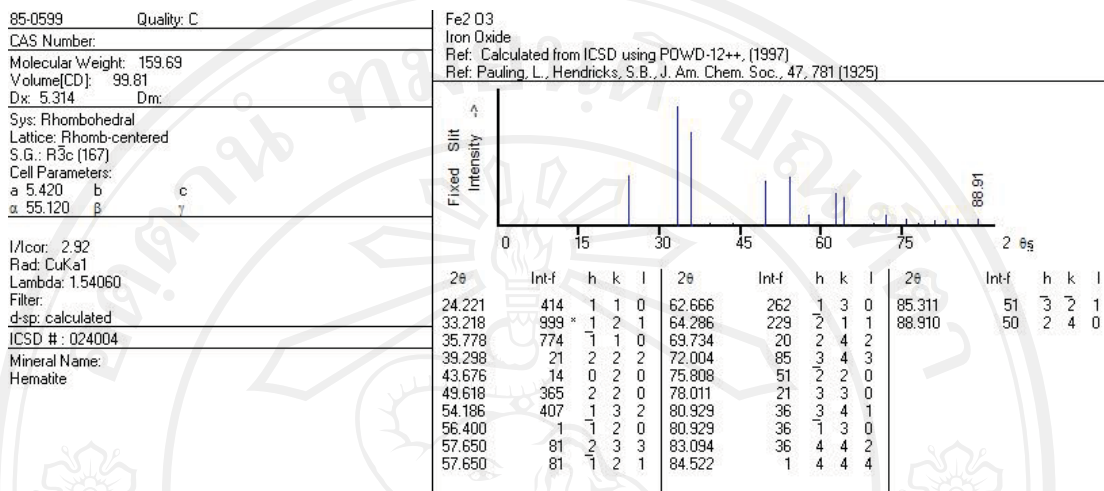 85-0599 Quality: C
CAS Number:
Molecular Weight: 159.69
Volume[CD]: 99.81
Dx: 5.314 Dm:
Sys: Rhombohedral
Lattice: Rhomb-centered
S.G.: R3̅c (167)
Cell Parameters:
a 5.420 b c
α 55.120 β γ
I/Icor: 2.92
Rad: CuKa1
Lambda: 1.54060
Filter:
d-sp: calculated
ICSD # : 024004
Mineral Name:
Hematite
Fe2 O3
Iron Oxide
Ref: Calculated from ICSD using POWD-12++, (1997)
Ref: Pauling, L., Hendricks, S.B., J. Am. Chem. Soc., 47, 781 (1925)
Fixed Slit
Intensity ->
88.91
0 15 30 45 60 75 2 θs
2θ Int-f h k l 2θ Int-f h k l 2θ Int-f h k l
24.221 414 1 1 0 62.666 262 1 3 0 85.311 51 3̅ 2̅ 1
33.218 999 * 1 2 1 64.286 229 2̅ 1 1 88.910 50 2 4 0
35.778 774 1̅ 1 0 69.734 20 2 4 2
39.298 21 2 2 2 72.004 85 3 4 3
43.676 14 0 2 0 75.808 51 2̅ 2 0
49.618 365 2 2 0 78.011 21 3 3 0
54.186 407 1 3 2 80.929 36 3 4 1
56.400 1 1̅ 2 0 80.929 36 1̅ 3 0
57.650 81 2 3 3 83.094 36 4 4 2
57.650 81 1̅ 2 1 84.522 1 4 4 4